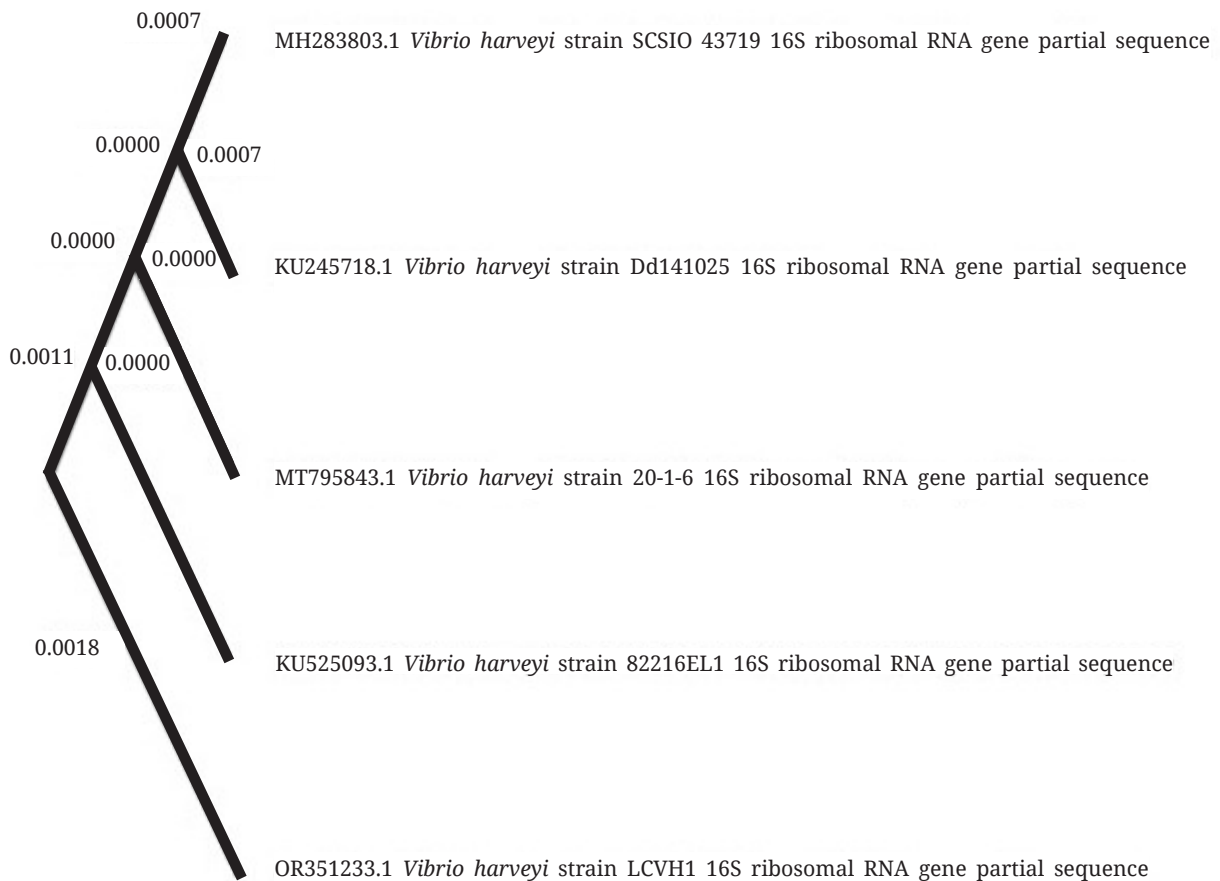 0.0007
MH283803.1 Vibrio harveyi strain SCSIO 43719 16S ribosomal RNA gene partial sequence
0.0000
0.0007
0.0000
0.0000
KU245718.1 Vibrio harveyi strain Dd141025 16S ribosomal RNA gene partial sequence
0.0011
0.0000
MT795843.1 Vibrio harveyi strain 20-1-6 16S ribosomal RNA gene partial sequence
0.0018
KU525093.1 Vibrio harveyi strain 82216EL1 16S ribosomal RNA gene partial sequence
OR351233.1 Vibrio harveyi strain LCVH1 16S ribosomal RNA gene partial sequence